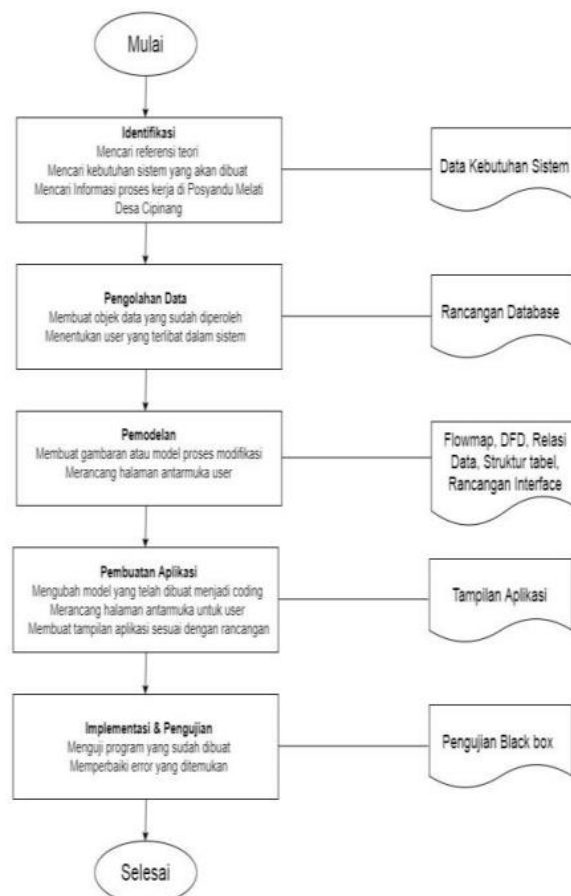 Mulai
Identifikasi
Mencari referensi teori
Mencari kebutuhan sistem yang akan dibuat
Mencari Informasi proses kerja di Posyandu Melati
Desa Cipinang
Data Kebutuhan Sistem
Pengolahan Data
Membuat objek data yang sudah diperoleh
Menentukan user yang terlibat dalam sistem
Rancangan Database
Pemodelan
Membuat gambaran atau model proses modifikasi
Merancang halaman antarmuka user
Flowmap, DFD, Relasi
Data, Struktur tabel,
Rancangan Interface
Pembuatan Aplikasi
Mengubah model yang telah dibuat menjadi coding
Merancang halaman antarmuka untuk user
Membuat tampilan aplikasi sesuai dengan rancangan
Tampilan Aplikasi
Implementasi & Pengujian
Menguji program yang sudah dibuat
Memperbaiki error yang ditemukan
Pengujian Black box
Selesai